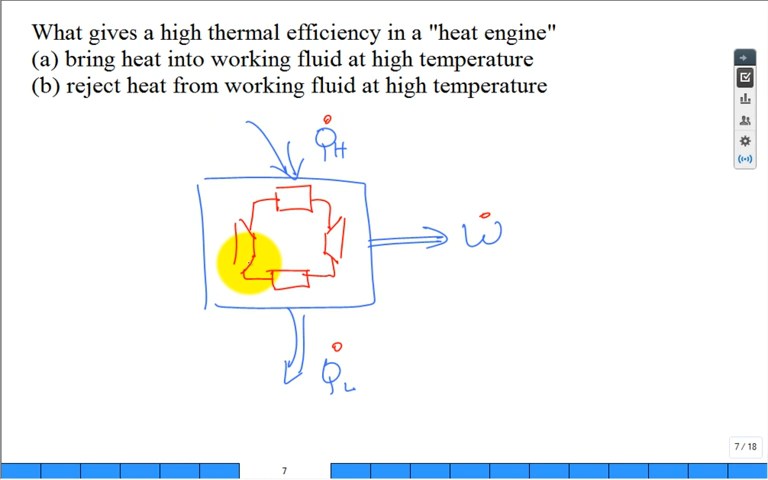 What gives a high thermal efficiency in a "heat engine"
(a) bring heat into working fluid at high temperature
(b) reject heat from working fluid at high temperature
Q̇H
Ẇ
Q̇L
7 / 18
7